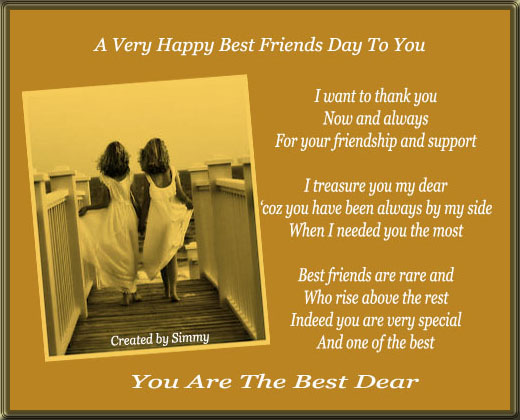 A Very Happy Best Friends Day To You
I want to thank you
Now and always
For your friendship and support
I treasure you my dear
‘coz you have been always by my side
When I needed you the most
Best friends are rare and
Who rise above the rest
Indeed you are very special
And one of the best
Created by Simmy
You Are The Best Dear